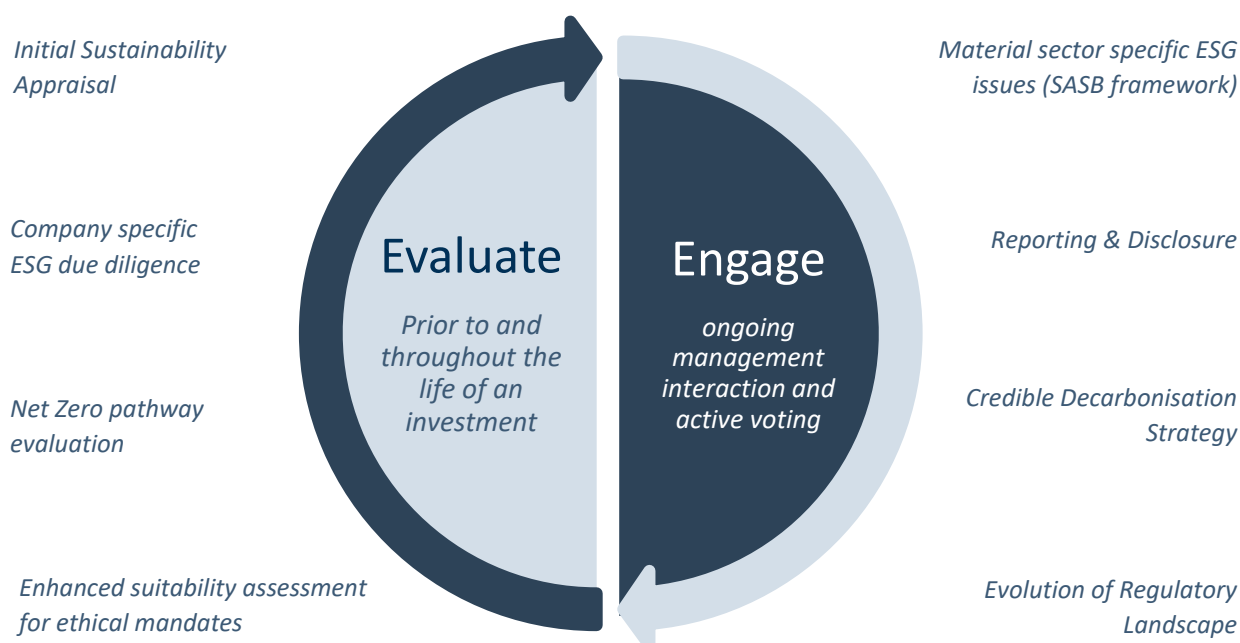 Initial Sustainability
Appraisal
Company specific
ESG due diligence
Net Zero pathway
evaluation
Enhanced suitability assessment
for ethical mandates
Evaluate
Prior to and
throughout the
life of an
investment
Engage
ongoing
management
interaction and
active voting
Material sector specific ESG
issues (SASB framework)
Reporting & Disclosure
Credible Decarbonisation
Strategy
Evolution of Regulatory
Landscape